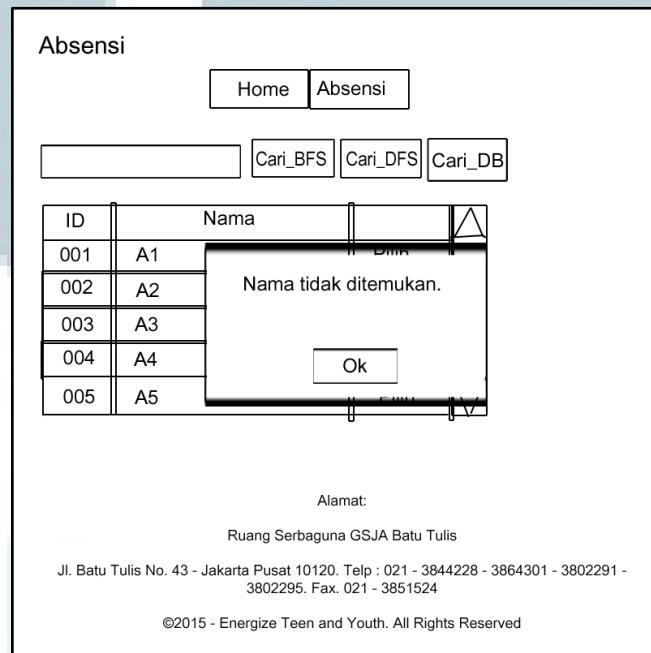 Absensi
Home Absensi
Cari_BFS Cari_DFS Cari_DB
ID Nama
001 A1
002 A2
003 A3
004 A4
005 A5
Nama tidak ditemukan.
Ok
Alamat:
Ruang Serbaguna GSJA Batu Tulis
Jl. Batu Tulis No. 43 - Jakarta Pusat 10120. Telp : 021 - 3844228 - 3864301 - 3802291 -
3802295. Fax. 021 - 3851524
©2015 - Energize Teen and Youth. All Rights Reserved